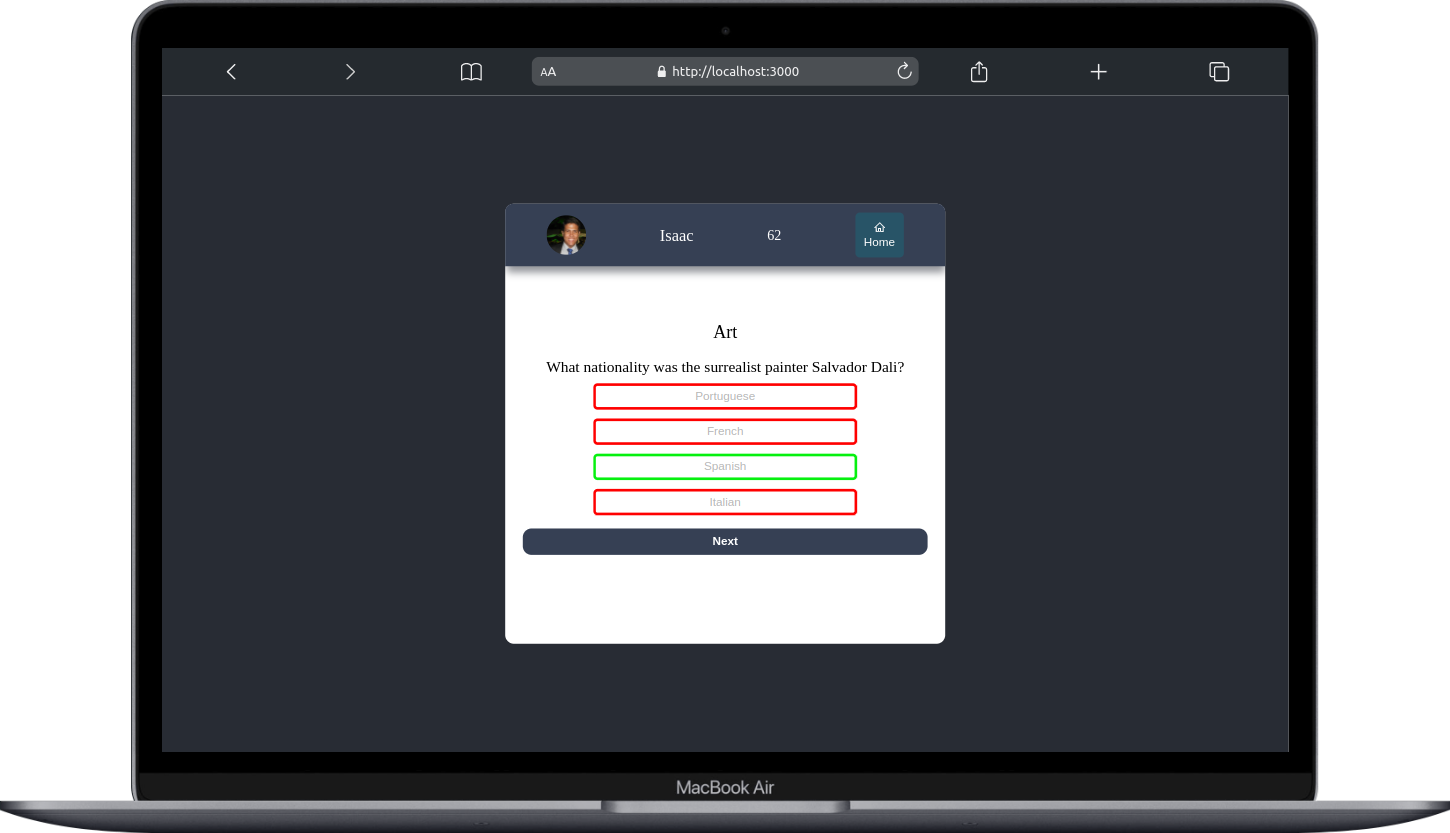 AA
http://localhost:3000
Isaac
62
Home
Art
What nationality was the surrealist painter Salvador Dali?
Portuguese
French
Spanish
Italian
Next
MacBook Air